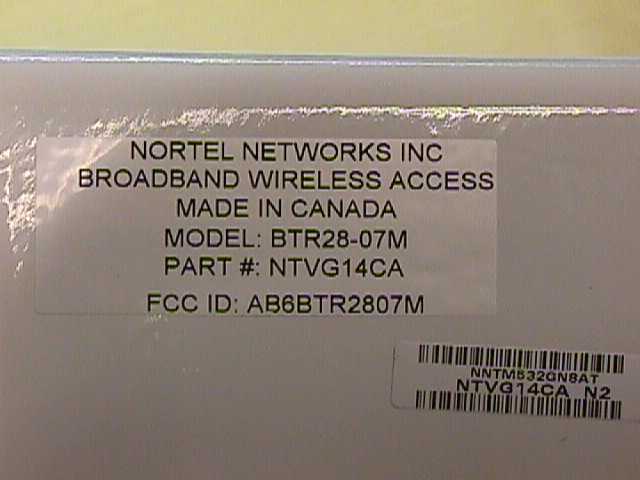 NORTEL NETWORKS INC
BROADBAND WIRELESS ACCESS
MADE IN CANADA
MODEL: BTR28-07M
PART #: NTVG14CA
FCC ID: AB6BTR2807M
NNTM532GN8AT
NTVG14CA N2